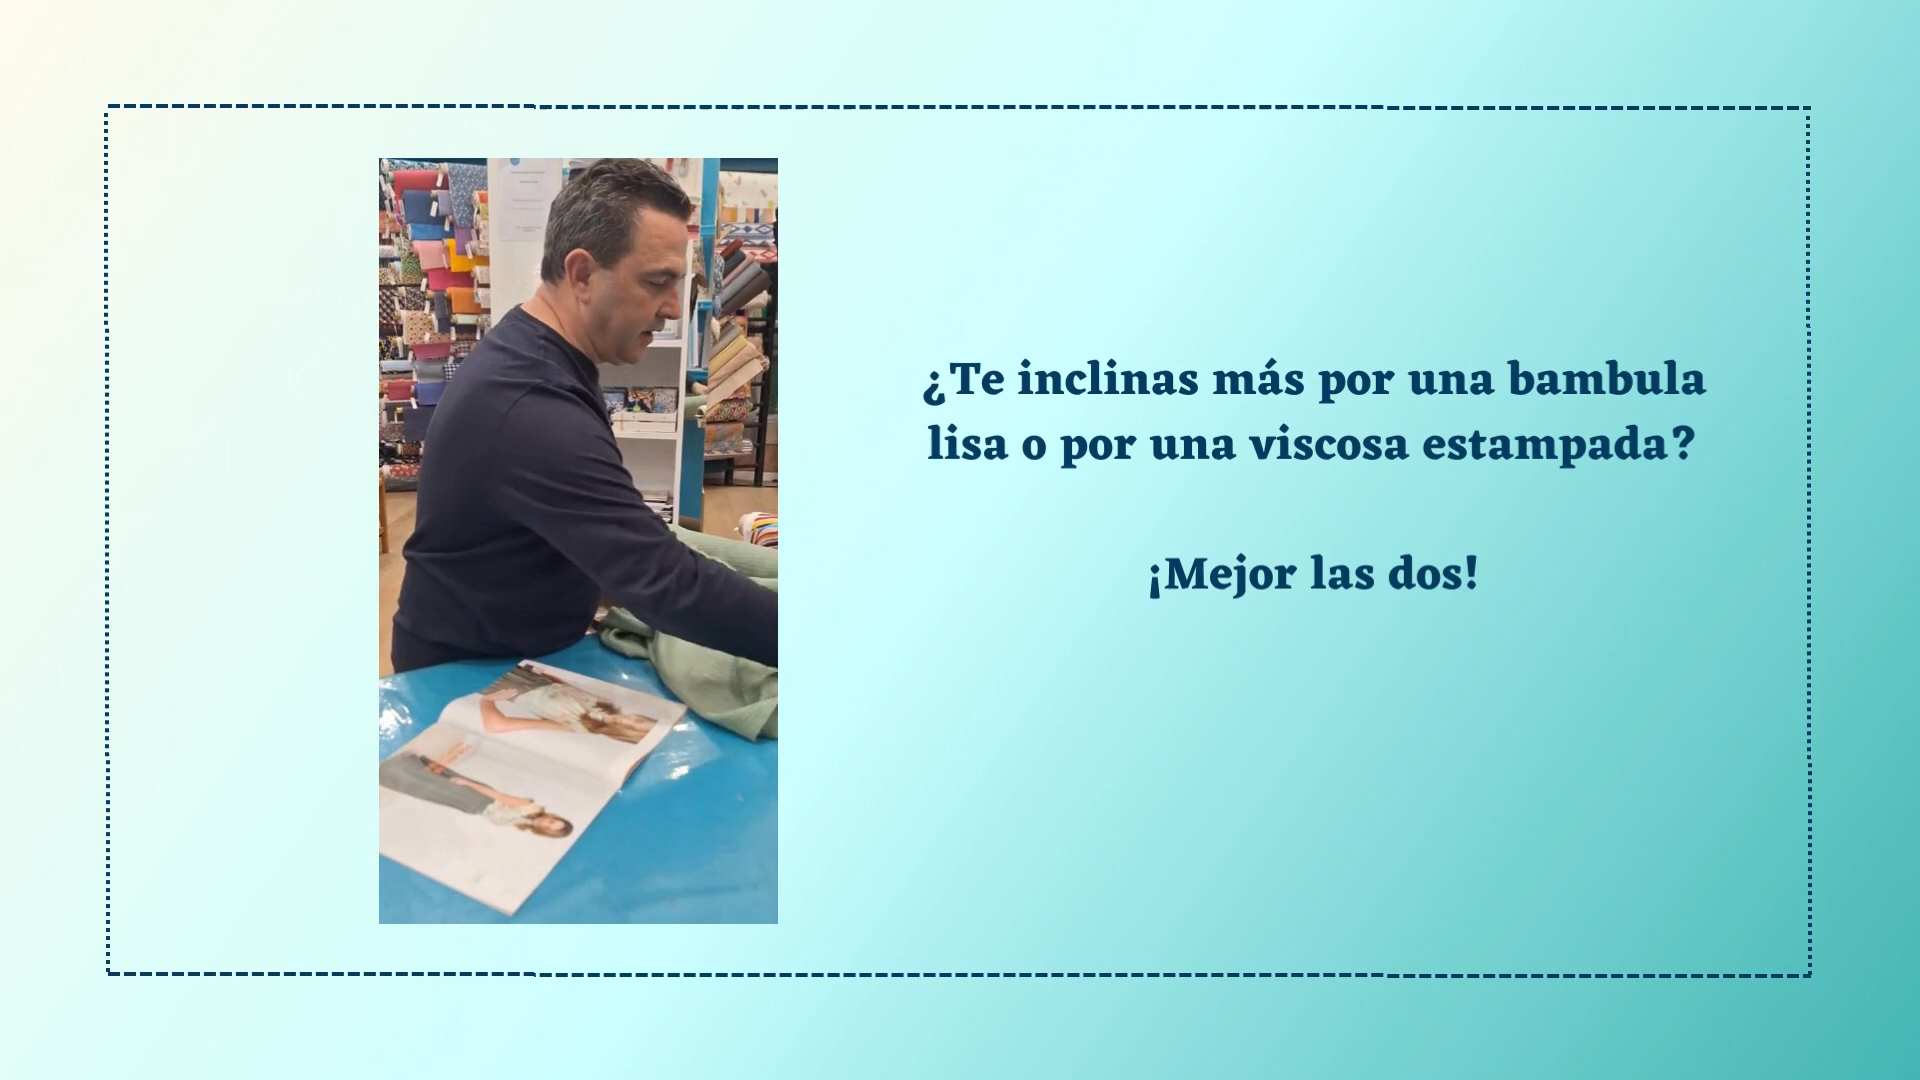 ¿Te inclinas más por una bambula
lisa o por una viscosa estampada?
¡Mejor las dos!